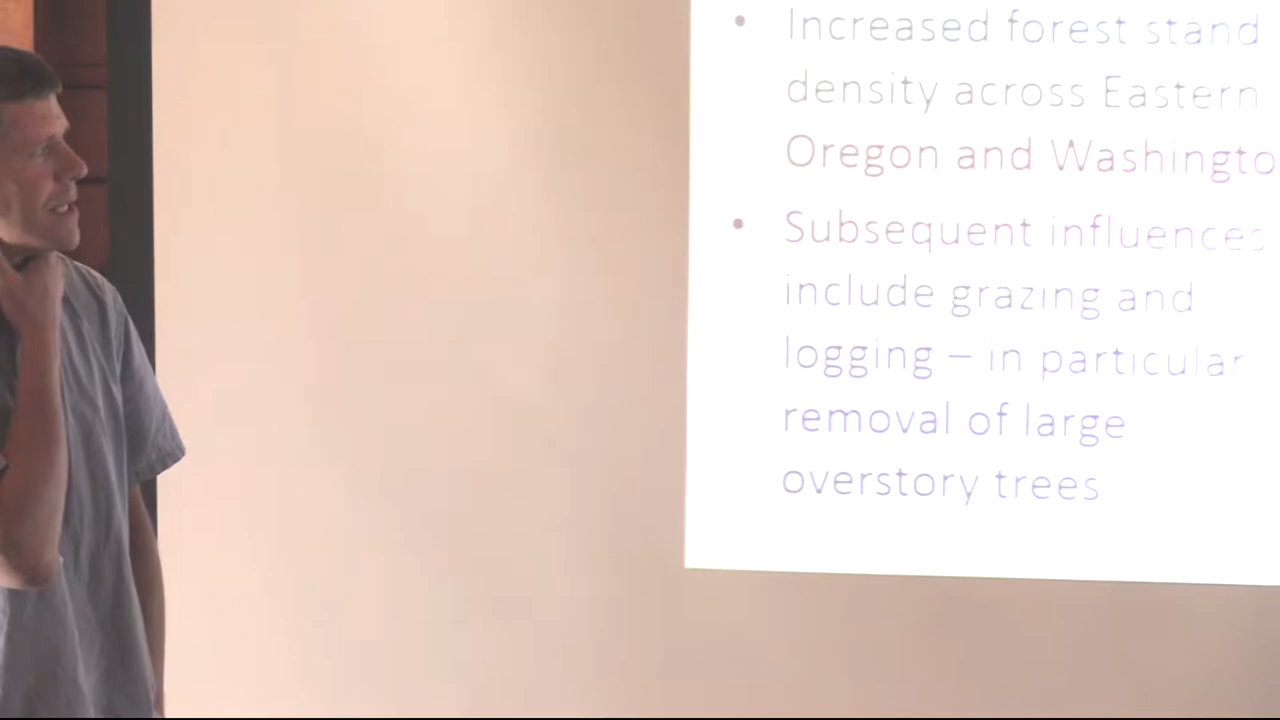 • Increased forest stand
density across Eastern
Oregon and Washingto
• Subsequent influences
include grazing and
logging – in particular
removal of large
overstory trees